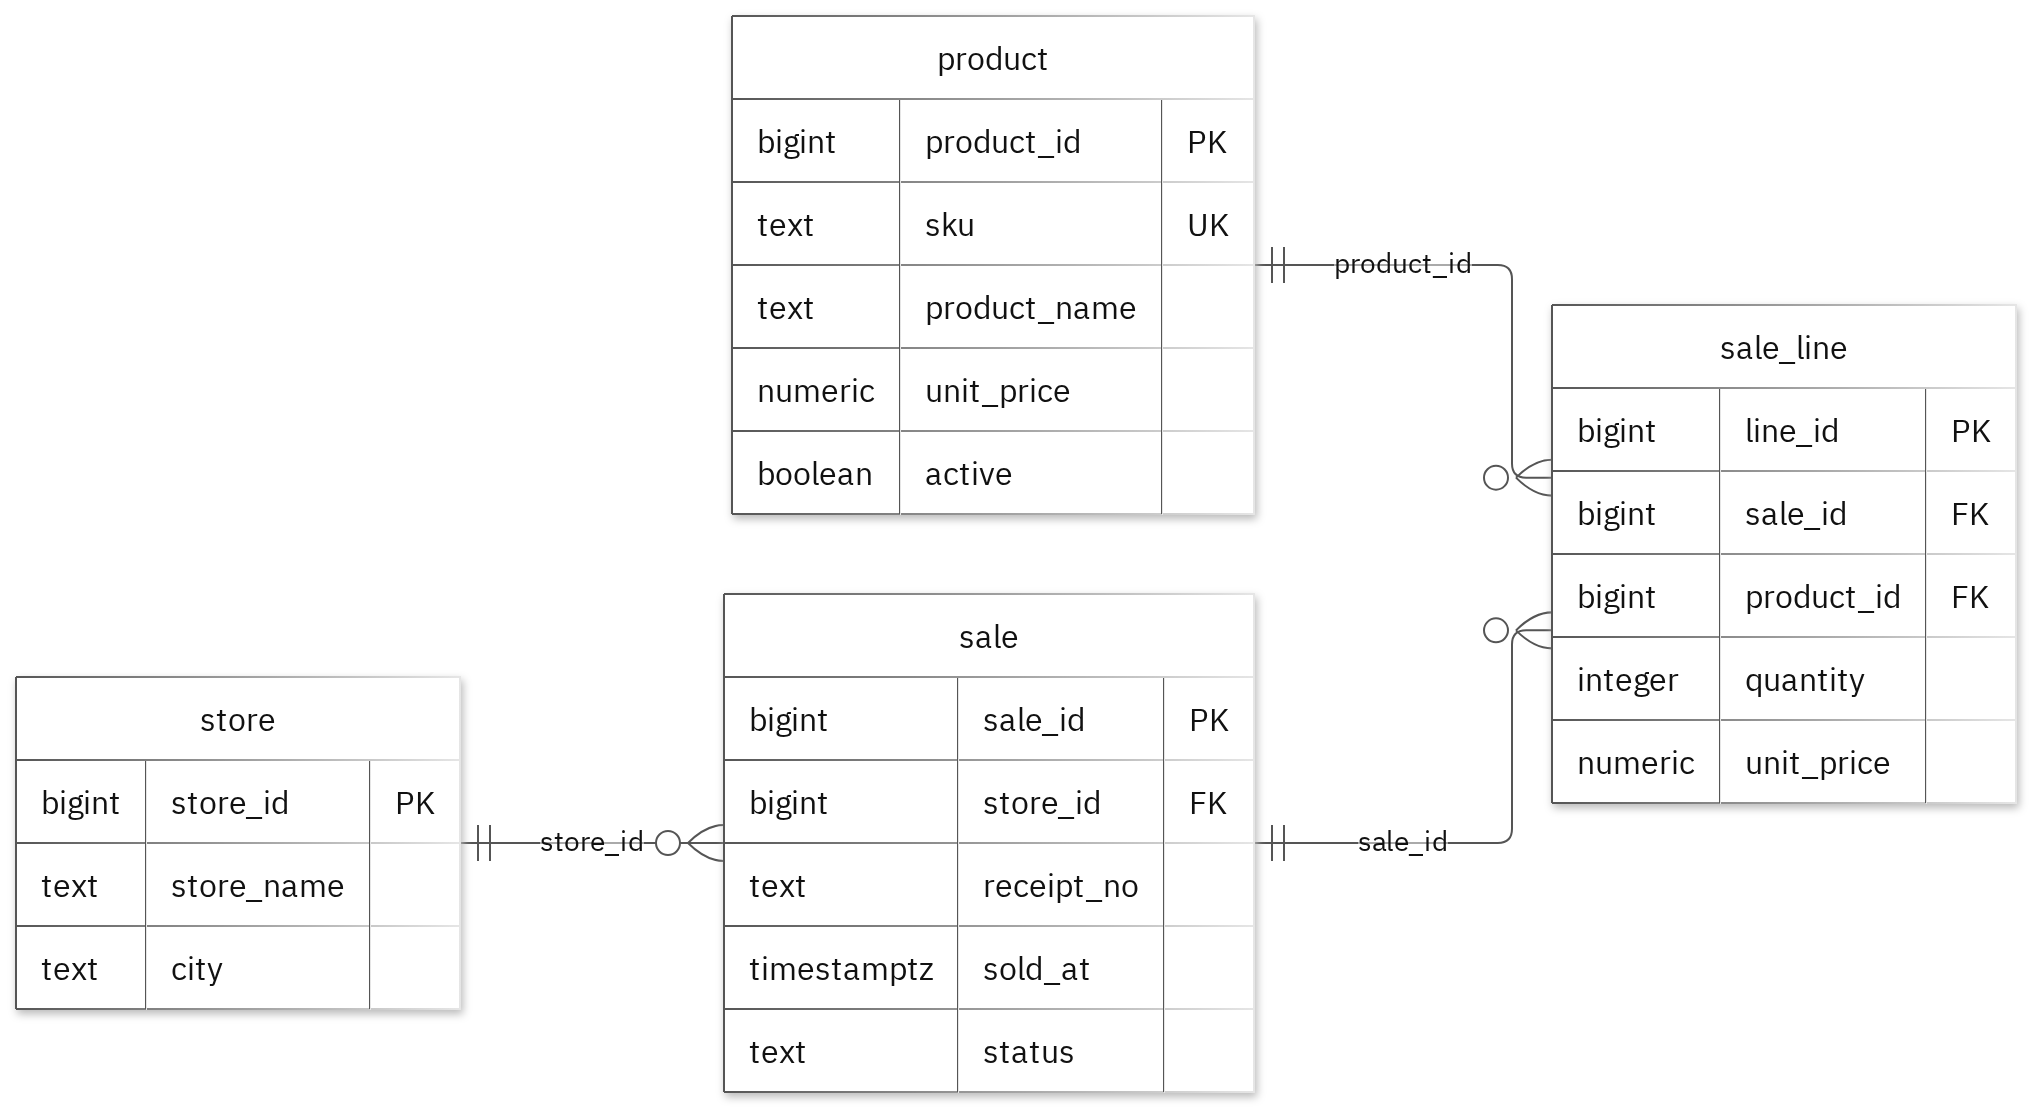 product
bigint product_id PK
text sku UK
text product_name
numeric unit_price
boolean active
product_id
sale_line
bigint line_id PK
bigint sale_id FK
bigint product_id FK
integer quantity
numeric unit_price
sale
bigint sale_id PK
bigint store_id FK
text receipt_no
timestamptz sold_at
text status
sale_id
store
bigint store_id PK
text store_name
text city
store_id